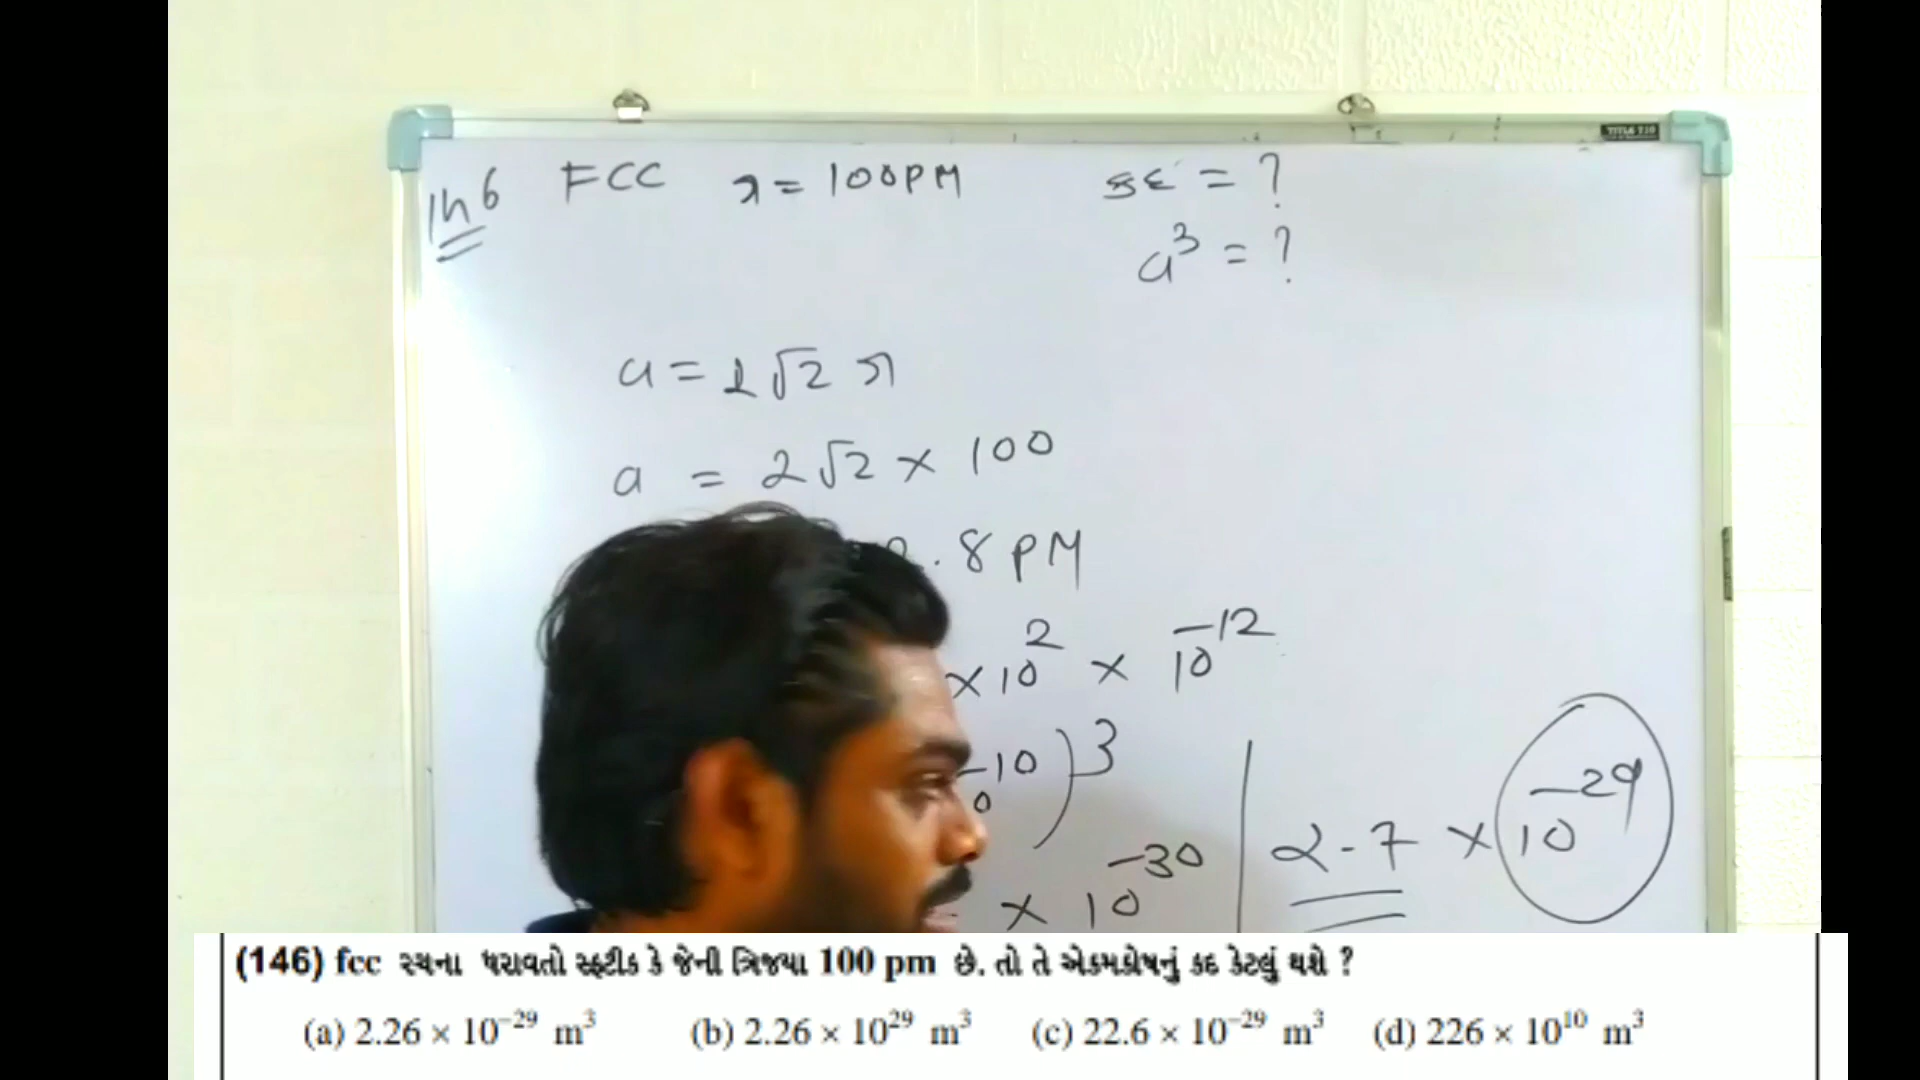 TITLE T10
146 FCC r = 100PM કદ = ?
a³ = ?
a = 2√2 r
a = 2√2 × 100
.8 PM
×10² × 10⁻¹²
⁻¹⁰)³
× 10⁻³⁰ | 2.7 × 10⁻²⁹
(146) fcc રચના ધરાવતો સ્ફટીક કે જેની ત્રિજ્યા 100 pm છે. તો તે એકમકોષનું કદ કેટલું થશે ?
(a) 2.26 × 10⁻²⁹ m³ (b) 2.26 × 10²⁹ m³ (c) 22.6 × 10⁻²⁹ m³ (d) 226 × 10¹⁰ m³